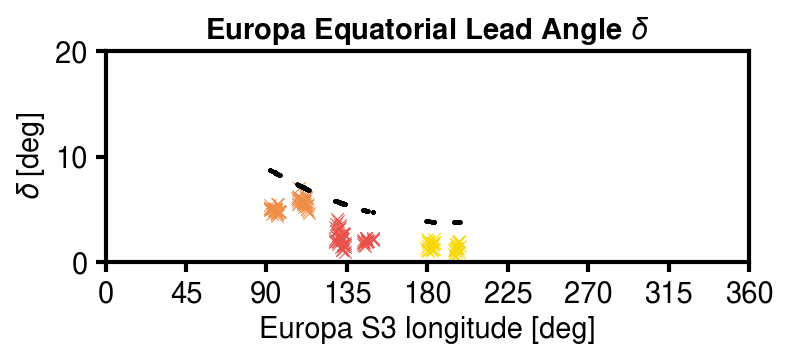 Europa Equatorial Lead Angle δ
20
10
0
δ [deg]
0 45 90 135 180 225 270 315 360
Europa S3 longitude [deg]